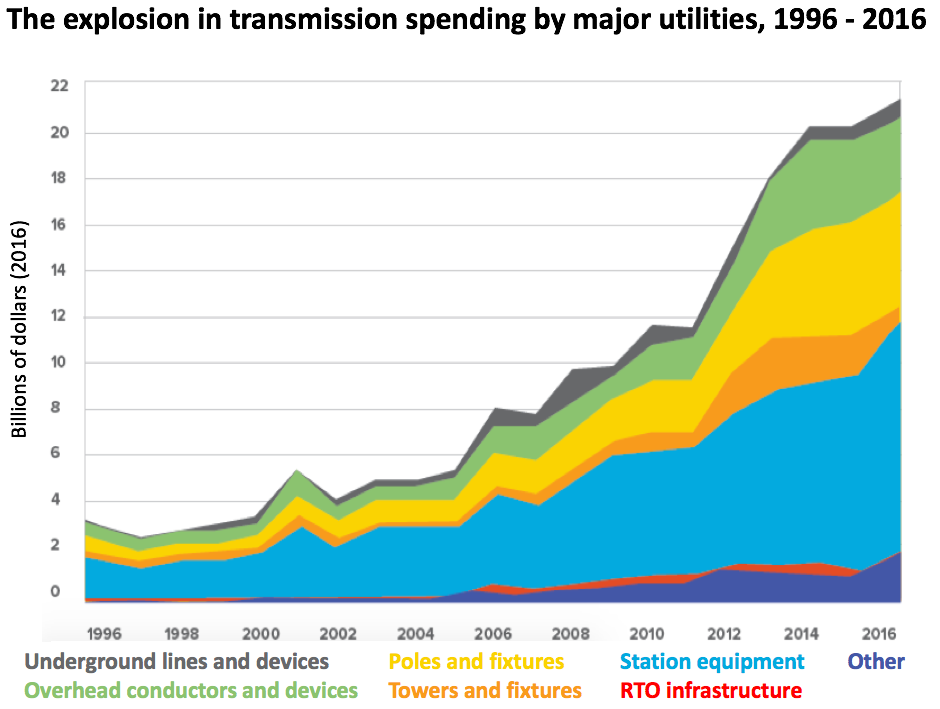 The explosion in transmission spending by major utilities, 1996 - 2016
Billions of dollars (2016)
22
20
18
16
14
12
10
8
6
4
2
0
1996 1998 2000 2002 2004 2006 2008 2010 2012 2014 2016
Underground lines and devices Poles and fixtures Station equipment Other
Overhead conductors and devices Towers and fixtures RTO infrastructure